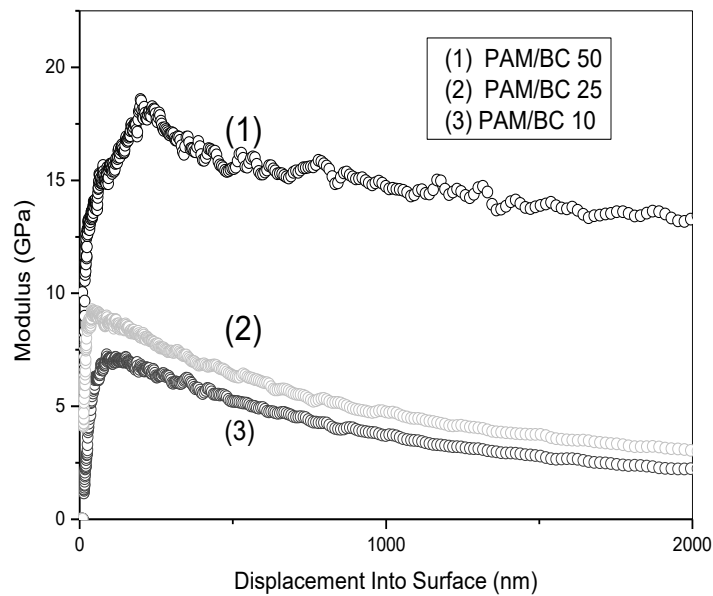 (1) PAM/BC 50
(2) PAM/BC 25
(3) PAM/BC 10
20
15
10
5
0
(1)
(2)
(3)
0
1000
2000
Modulus (GPa)
Displacement Into Surface (nm)